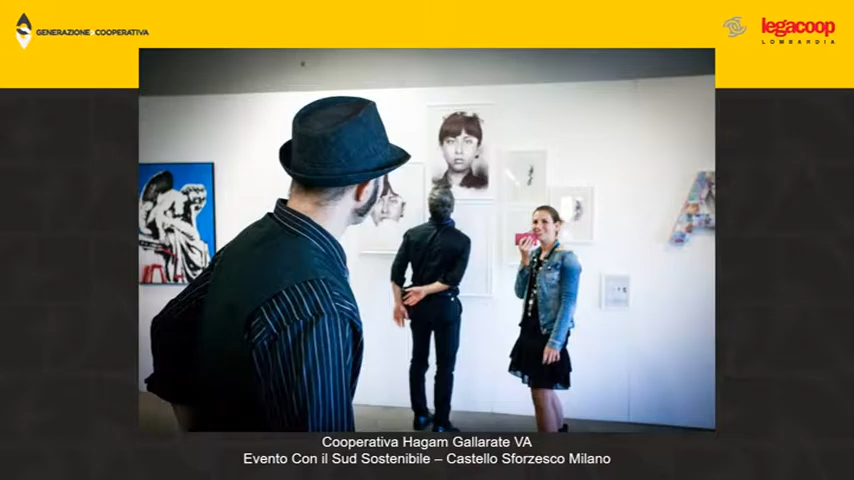 GENERAZIONE COOPERATIVA
legacoop
LOMBARDIA
Cooperativa Hagam Gallarate VA
Evento Con il Sud Sostenibile – Castello Sforzesco Milano